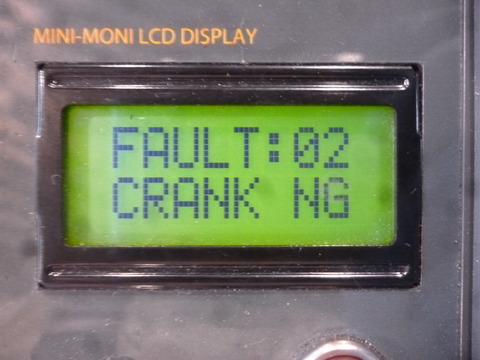 MINI-MONI LCD DISPLAY
FAULT:02
CRANK NG